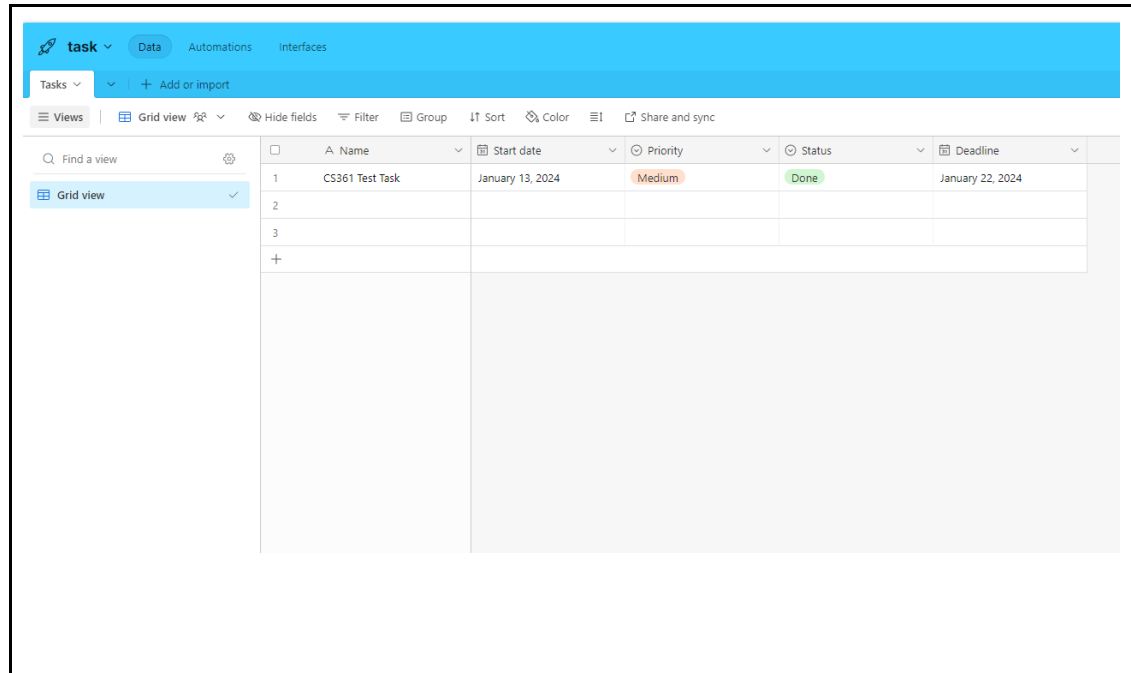 task Data Automations Interfaces
Tasks Add or import
Views Grid view Hide fields Filter Group Sort Color Share and sync
Find a view
Grid view
A Name Start date Priority Status Deadline
1 CS361 Test Task January 13, 2024 Medium Done January 22, 2024
2
3
+